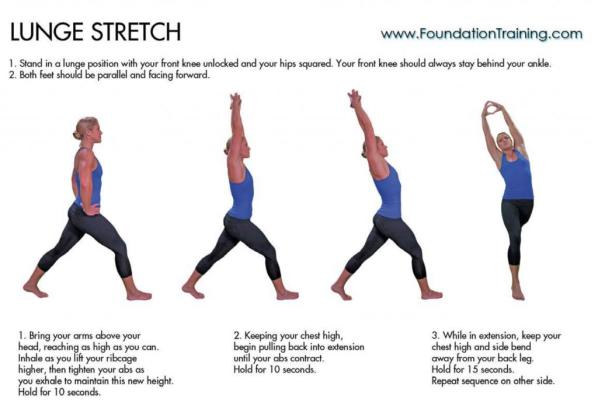 LUNGE STRETCH
www.FoundationTraining.com
1. Stand in a lunge position with your front knee unlocked and your hips squared. Your front knee should always stay behind your ankle.
2. Both feet should be parallel and facing forward.
1. Bring your arms above your
head, reaching as high as you can.
Inhale as you lift your ribcage
higher, then tighten your abs as
you exhale to maintain this new height.
Hold for 10 seconds.
2. Keeping your chest high,
begin pulling back into extension
until your abs contract.
Hold for 10 seconds.
3. While in extension, keep your
chest high and side bend
away from your back leg.
Hold for 15 seconds.
Repeat sequence on other side.